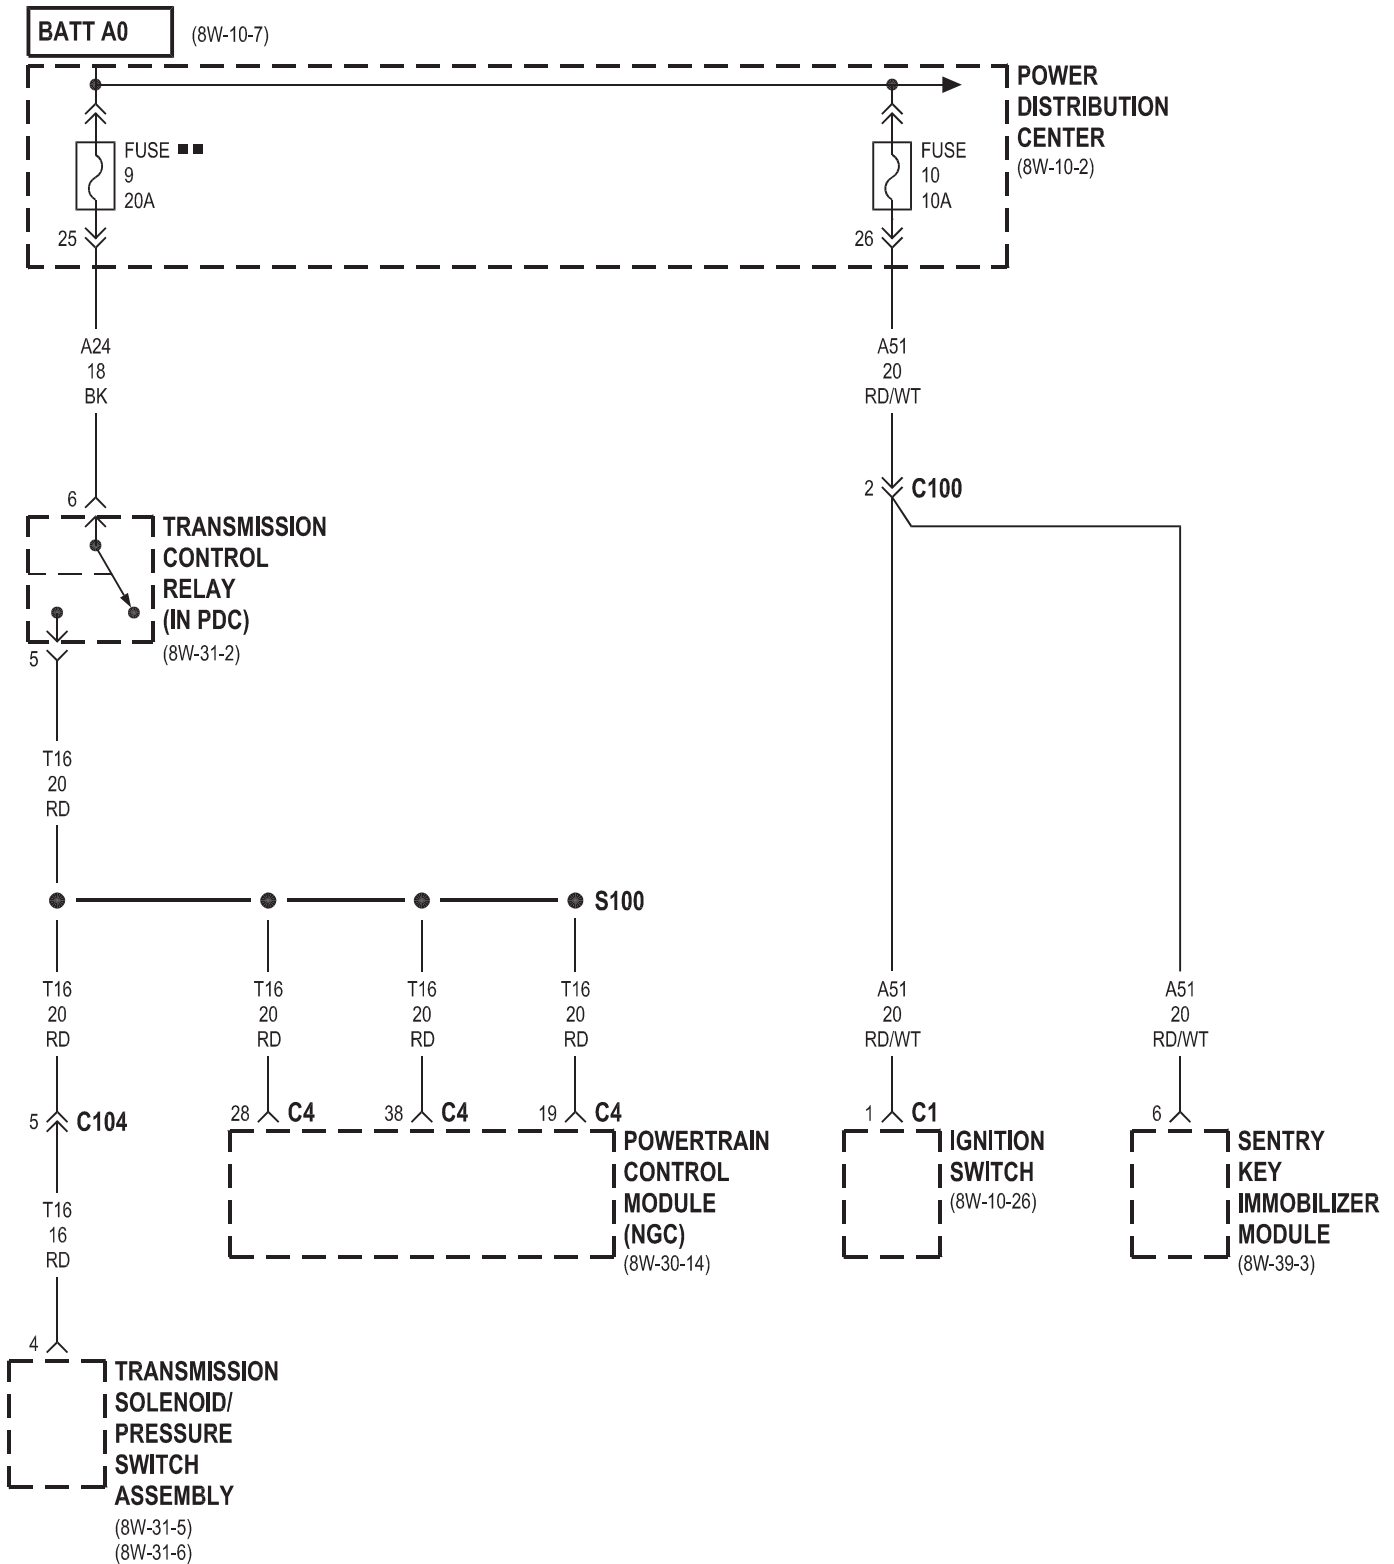 BATT A0
(8W-10-7)
POWER
DISTRIBUTION
CENTER
(8W-10-2)
FUSE
9
20A
25
FUSE
10
10A
26
A24
18
BK
A51
20
RD/WT
6
TRANSMISSION
CONTROL
RELAY
(IN PDC)
(8W-31-2)
5
2 C100
T16
20
RD
S100
T16
20
RD
T16
20
RD
T16
20
RD
T16
20
RD
A51
20
RD/WT
A51
20
RD/WT
5 C104
28 C4
38 C4
19 C4
POWERTRAIN
CONTROL
MODULE
(NGC)
(8W-30-14)
1 C1
IGNITION
SWITCH
(8W-10-26)
6
SENTRY
KEY
IMMOBILIZER
MODULE
(8W-39-3)
T16
16
RD
4
TRANSMISSION
SOLENOID/
PRESSURE
SWITCH
ASSEMBLY
(8W-31-5)
(8W-31-6)